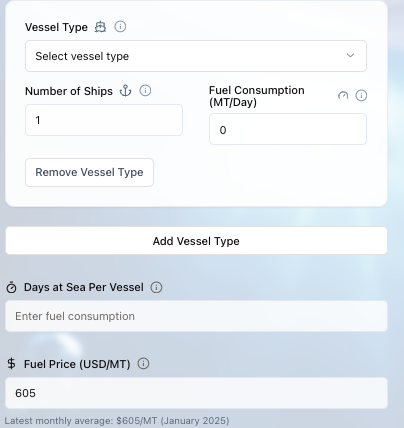 Vessel Type
Select vessel type
Number of Ships
Fuel Consumption
(MT/Day)
1
0
Remove Vessel Type
Add Vessel Type
Days at Sea Per Vessel
Enter fuel consumption
$ Fuel Price (USD/MT)
605
Latest monthly average: $605/MT (January 2025)